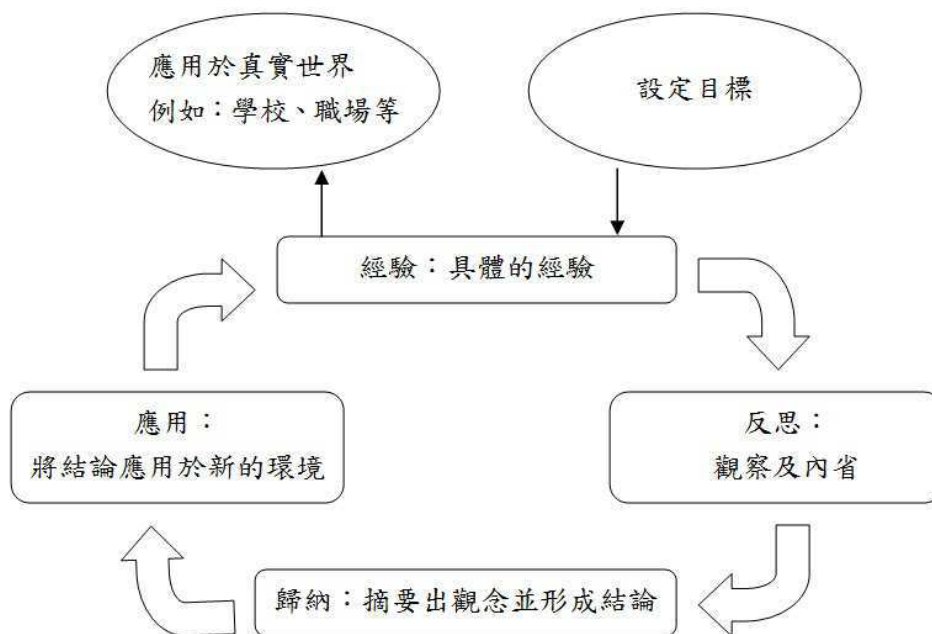 應用於真實世界
例如：學校、職場等
設定目標
經驗：具體的經驗
反思：
觀察及內省
歸納：摘要出觀念並形成結論
應用：
將結論應用於新的環境